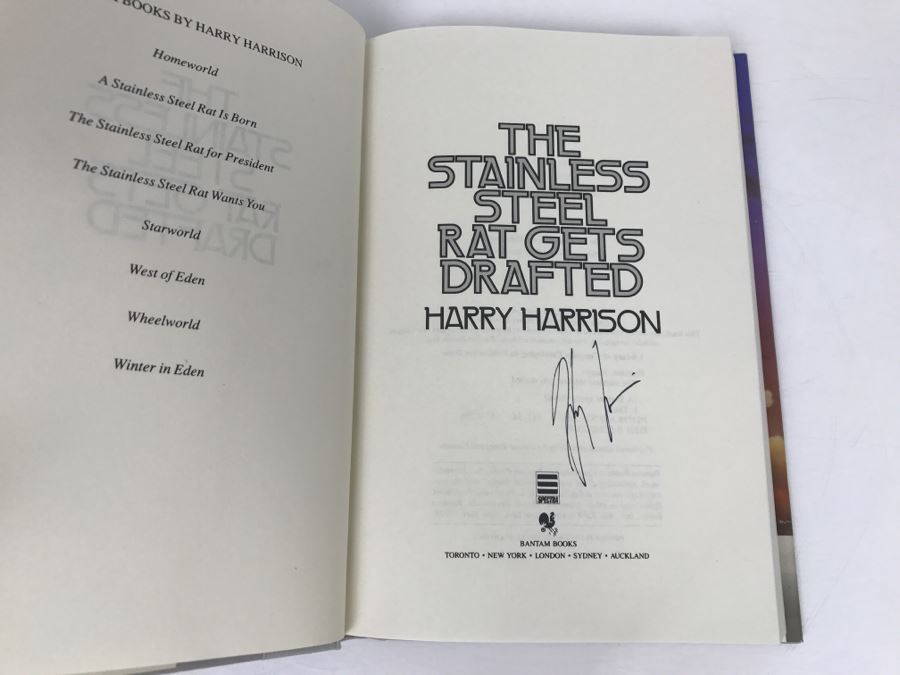 BOOKS BY HARRY HARRISON
Homeworld
A Stainless Steel Rat Is Born
The Stainless Steel Rat for President
The Stainless Steel Rat Wants You
Starworld
West of Eden
Wheelworld
Winter in Eden
THE
STAINLESS
STEEL
RAT GETS
DRAFTED
HARRY HARRISON
SPECTRA
BANTAM BOOKS
TORONTO • NEW YORK • LONDON • SYDNEY • AUCKLAND